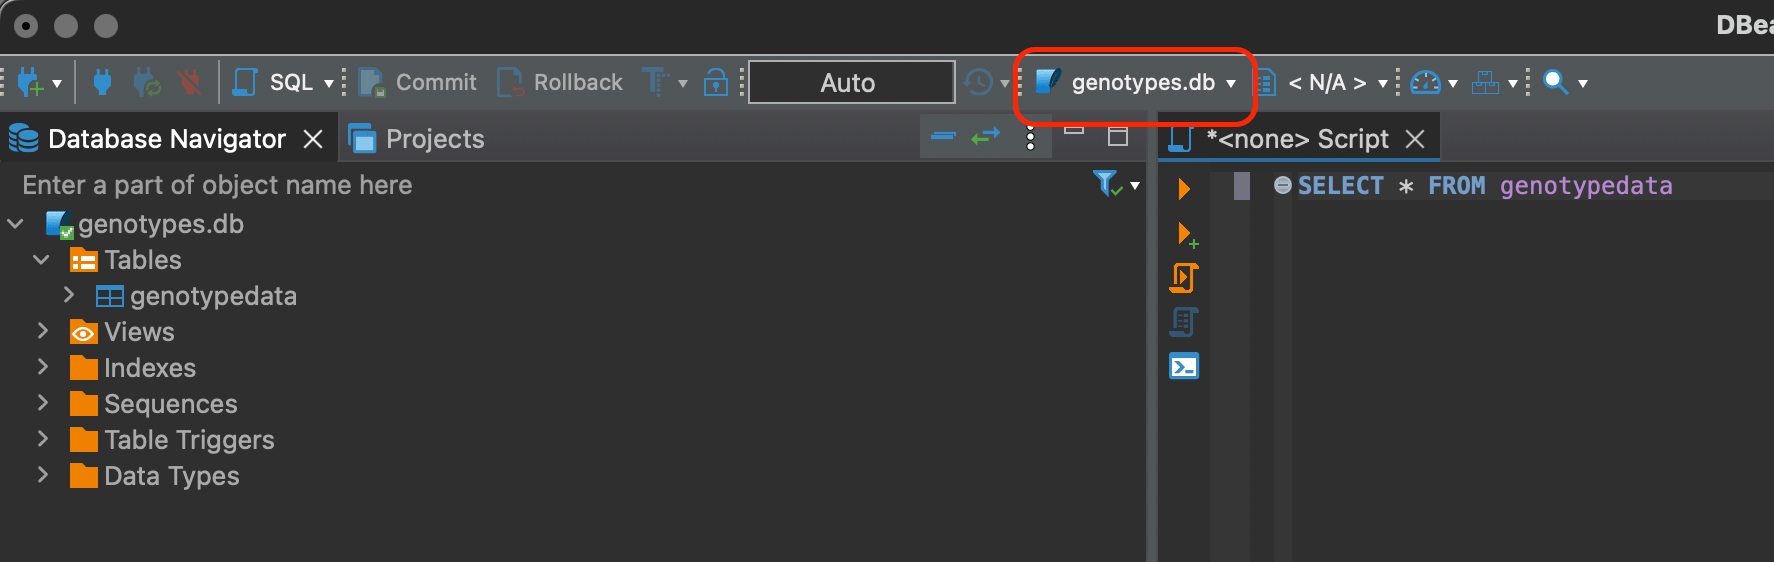 DBea
SQL Commit Rollback Auto genotypes.db < N/A >
Database Navigator Projects *<none> Script
Enter a part of object name here
SELECT * FROM genotypedata
genotypes.db
Tables
genotypedata
Views
Indexes
Sequences
Table Triggers
Data Types